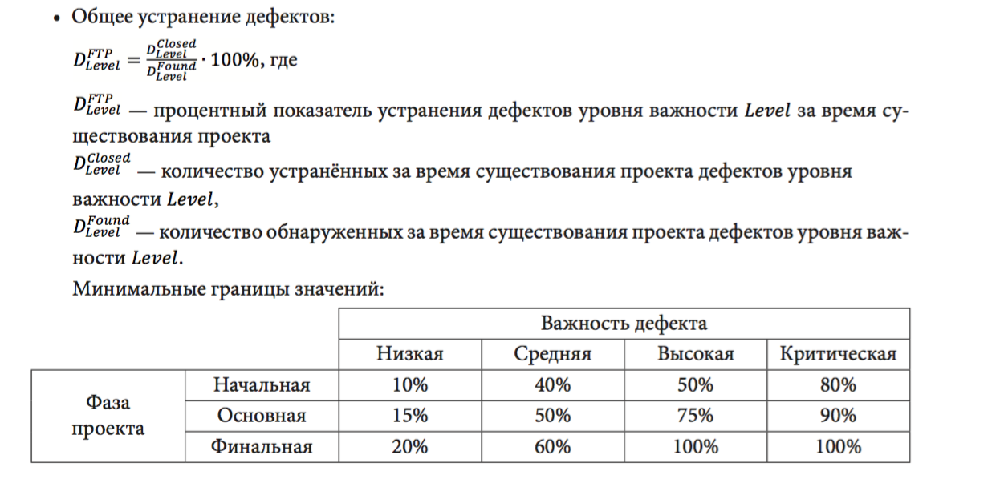 • Общее устранение дефектов:
D_{Level}^{FTP} = \frac{D_{Level}^{Closed}}{D_{Level}^{Found}} · 100%, где
D_{Level}^{FTP} — процентный показатель устранения дефектов уровня важности Level за время су-
ществования проекта
D_{Level}^{Closed} — количество устранённых за время существования проекта дефектов уровня
важности Level,
D_{Level}^{Found} — количество обнаруженных за время существования проекта дефектов уровня важ-
ности Level.
Минимальные границы значений:
Важность дефекта
Низкая Средняя Высокая Критическая
Фаза проекта
Начальная 10% 40% 50% 80%
Основная 15% 50% 75% 90%
Финальная 20% 60% 100% 100%